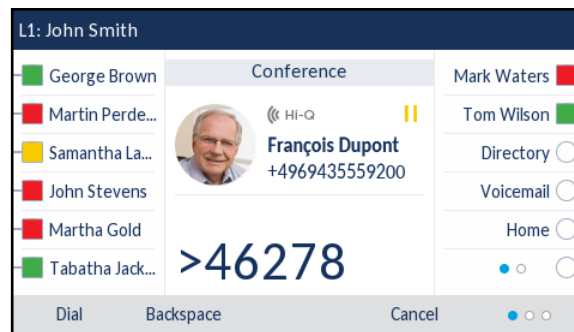 L1: John Smith
George Brown
Martin Perde...
Samantha La...
John Stevens
Martha Gold
Tabatha Jack...
Conference
Hi-Q
François Dupont
+4969435559200
>46278
Mark Waters
Tom Wilson
Directory
Voicemail
Home
Dial Backspace Cancel